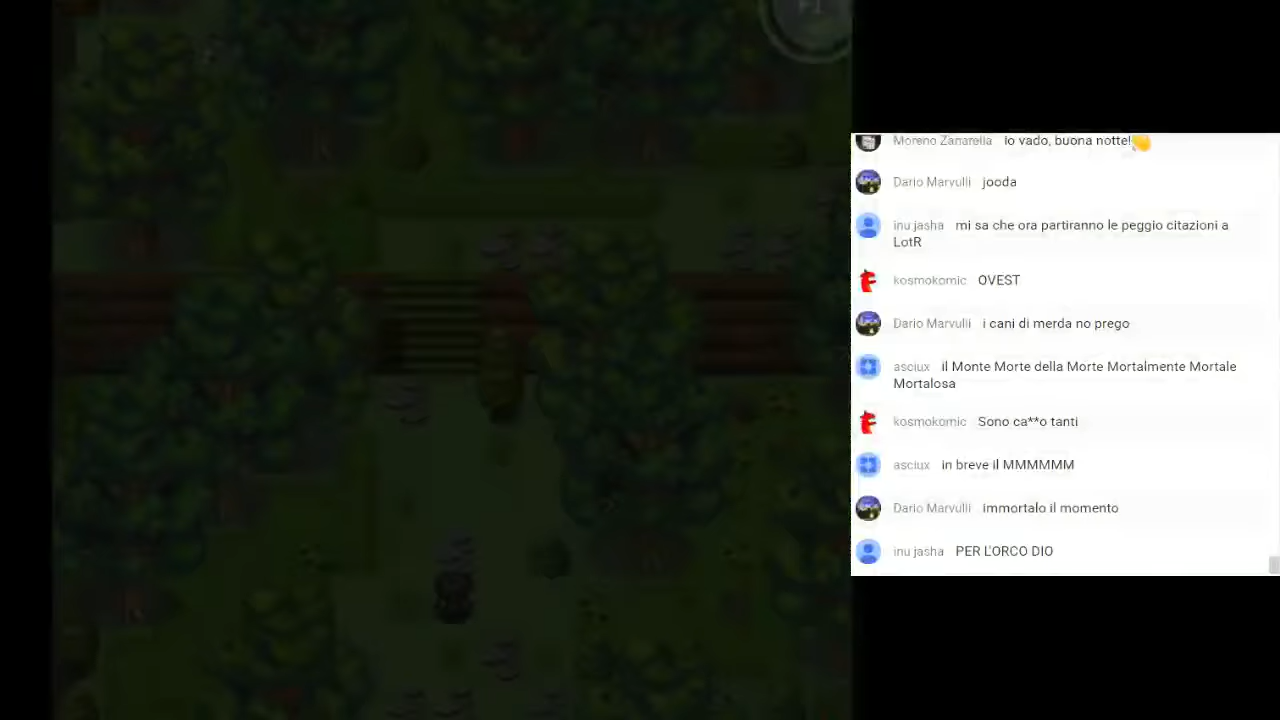 Moreno Zanarella io vado, buona notte!
Dario Marvulli jooda
inu jasha mi sa che ora partiranno le peggio citazioni a
LotR
kosmokomic OVEST
Dario Marvulli i cani di merda no prego
asciux il Monte Morte della Morte Mortalmente Mortale
Mortalosa
kosmokomic Sono ca**o tanti
asciux in breve il MMMMMM
Dario Marvulli immortalo il momento
inu jasha PER L'ORCO DIO